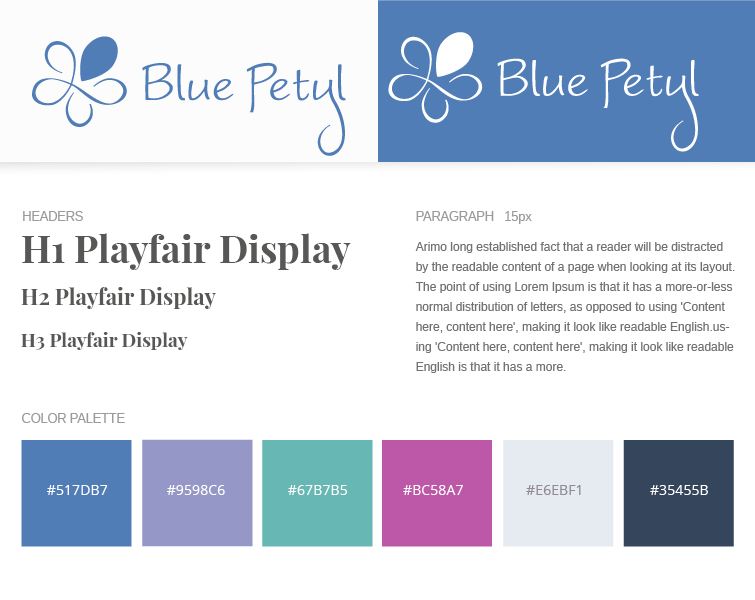 Blue Petyl
Blue Petyl
HEADERS
H1 Playfair Display
H2 Playfair Display
H3 Playfair Display
PARAGRAPH 15px
Arimo long established fact that a reader will be distracted
by the readable content of a page when looking at its layout.
The point of using Lorem Ipsum is that it has a more-or-less
normal distribution of letters, as opposed to using 'Content
here, content here', making it look like readable English.us-
ing 'Content here, content here', making it look like readable
English is that it has a more.
COLOR PALETTE
#517DB7
#9598C6
#67B7B5
#BC58A7
#E6EBF1
#35455B